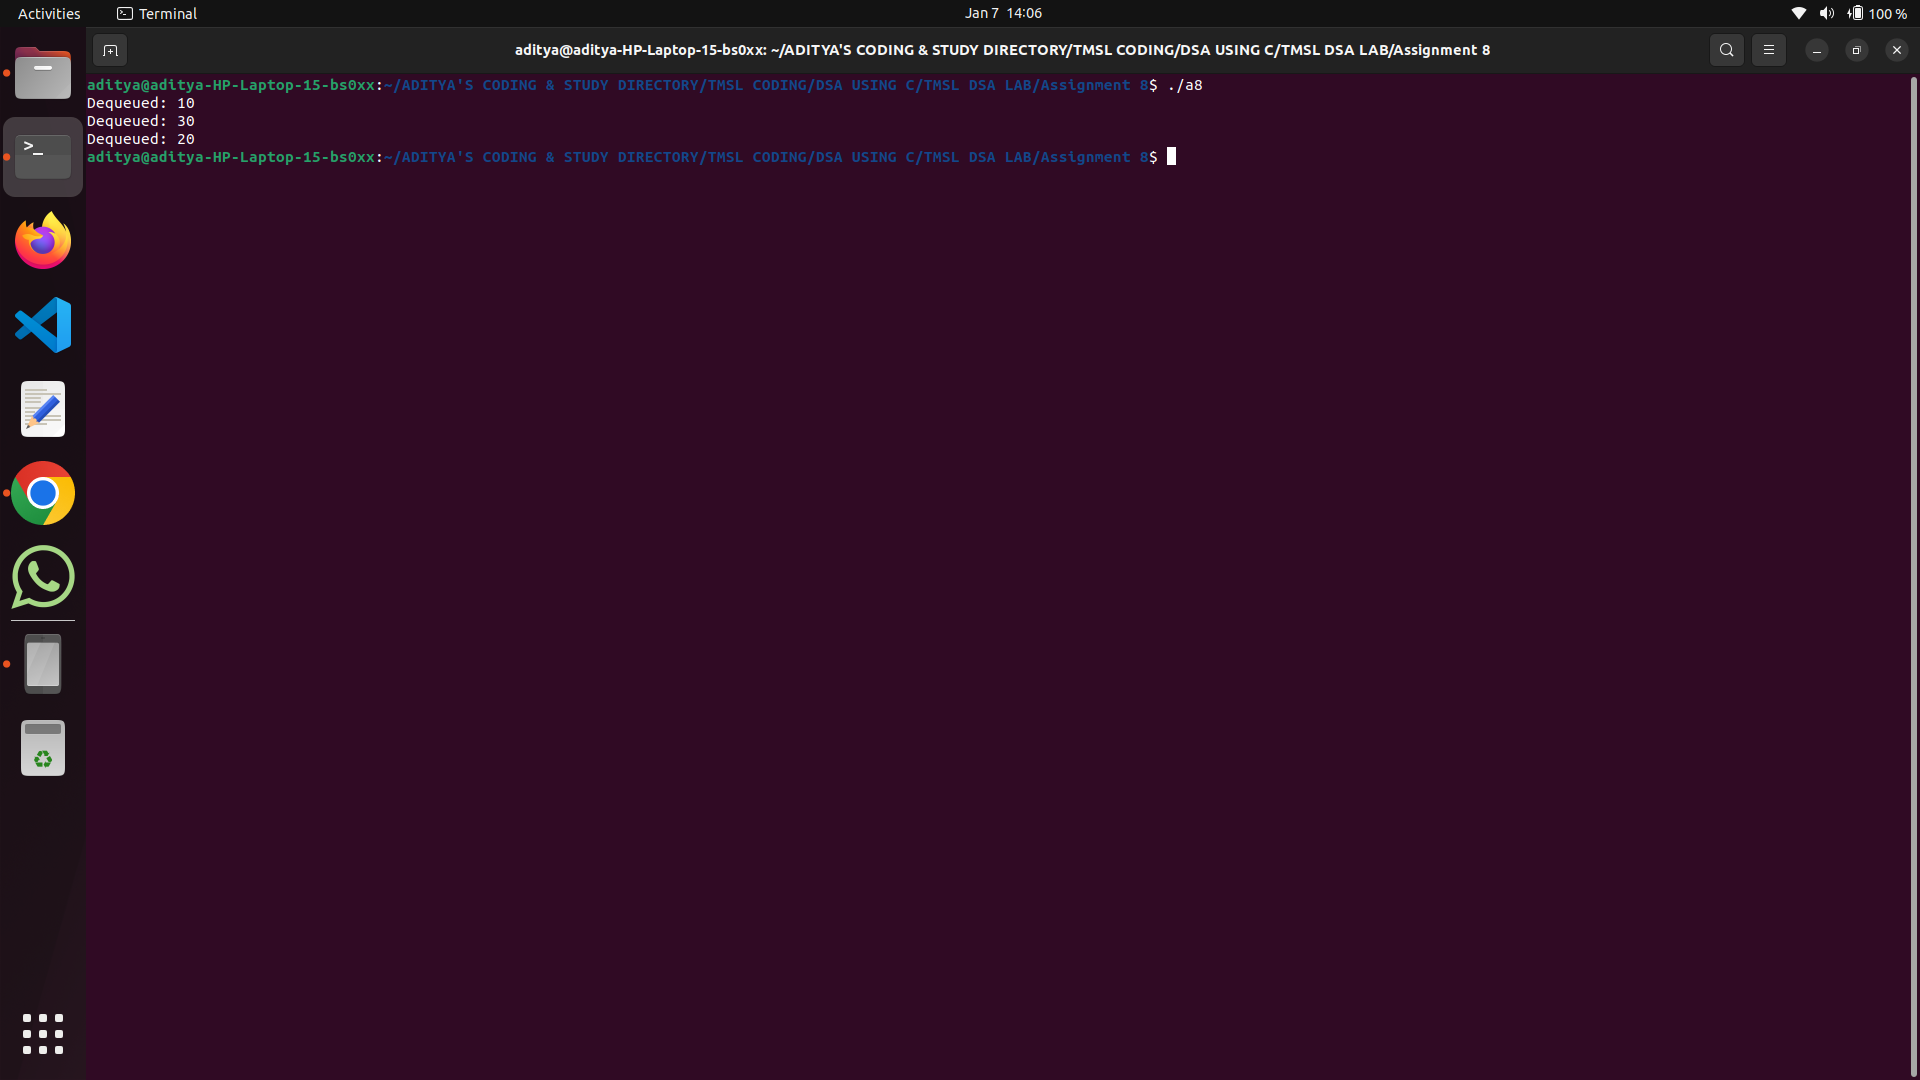 Activities
Terminal
Jan 7 14:06
100 %
aditya@aditya-HP-Laptop-15-bs0xx: ~/ADITYA'S CODING & STUDY DIRECTORY/TMSL CODING/DSA USING C/TMSL DSA LAB/Assignment 8
aditya@aditya-HP-Laptop-15-bs0xx:~/ADITYA'S CODING & STUDY DIRECTORY/TMSL CODING/DSA USING C/TMSL DSA LAB/Assignment 8$ ./a8
Dequeued: 10
Dequeued: 30
Dequeued: 20
aditya@aditya-HP-Laptop-15-bs0xx:~/ADITYA'S CODING & STUDY DIRECTORY/TMSL CODING/DSA USING C/TMSL DSA LAB/Assignment 8$